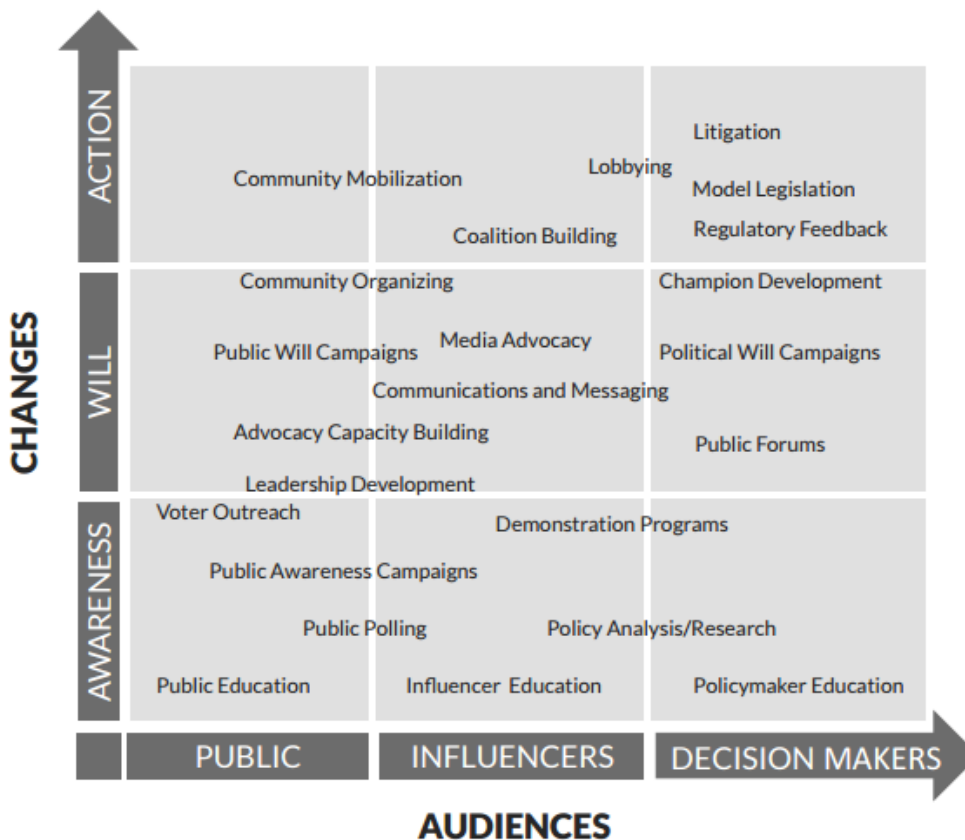 ACTION
Litigation
Lobbying
Community Mobilization
Model Legislation
Coalition Building
Regulatory Feedback
WILL
Community Organizing
Champion Development
Media Advocacy
Public Will Campaigns
Political Will Campaigns
Communications and Messaging
Advocacy Capacity Building
Public Forums
Leadership Development
CHANGES
AWARENESS
Voter Outreach
Demonstration Programs
Public Awareness Campaigns
Public Polling
Policy Analysis/Research
Public Education
Influencer Education
Policymaker Education
PUBLIC
INFLUENCERS
DECISION MAKERS
AUDIENCES